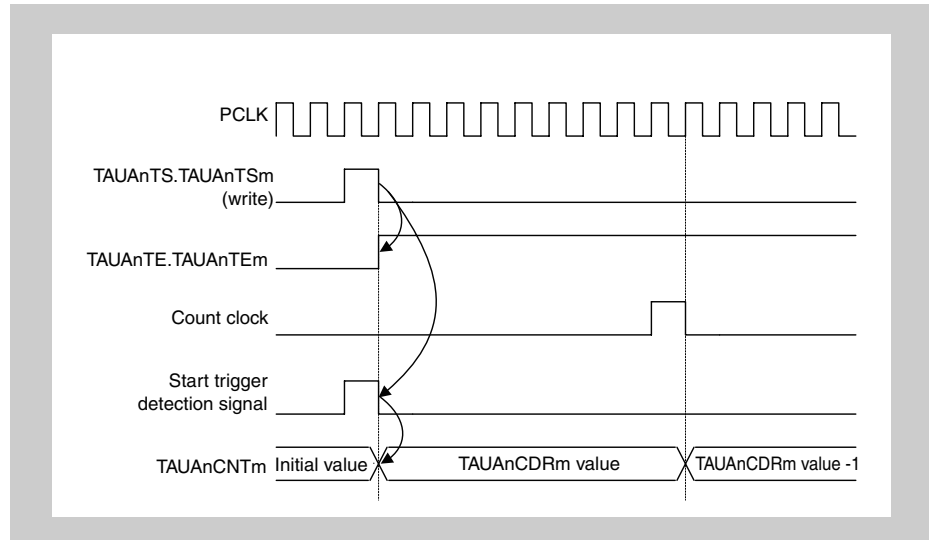 PCLK
TAUAnTS.TAUAnTSm
(write)
TAUAnTE.TAUAnTEm
Count clock
Start trigger
detection signal
TAUAnCNTm
Initial value
TAUAnCDRm value
TAUAnCDRm value -1